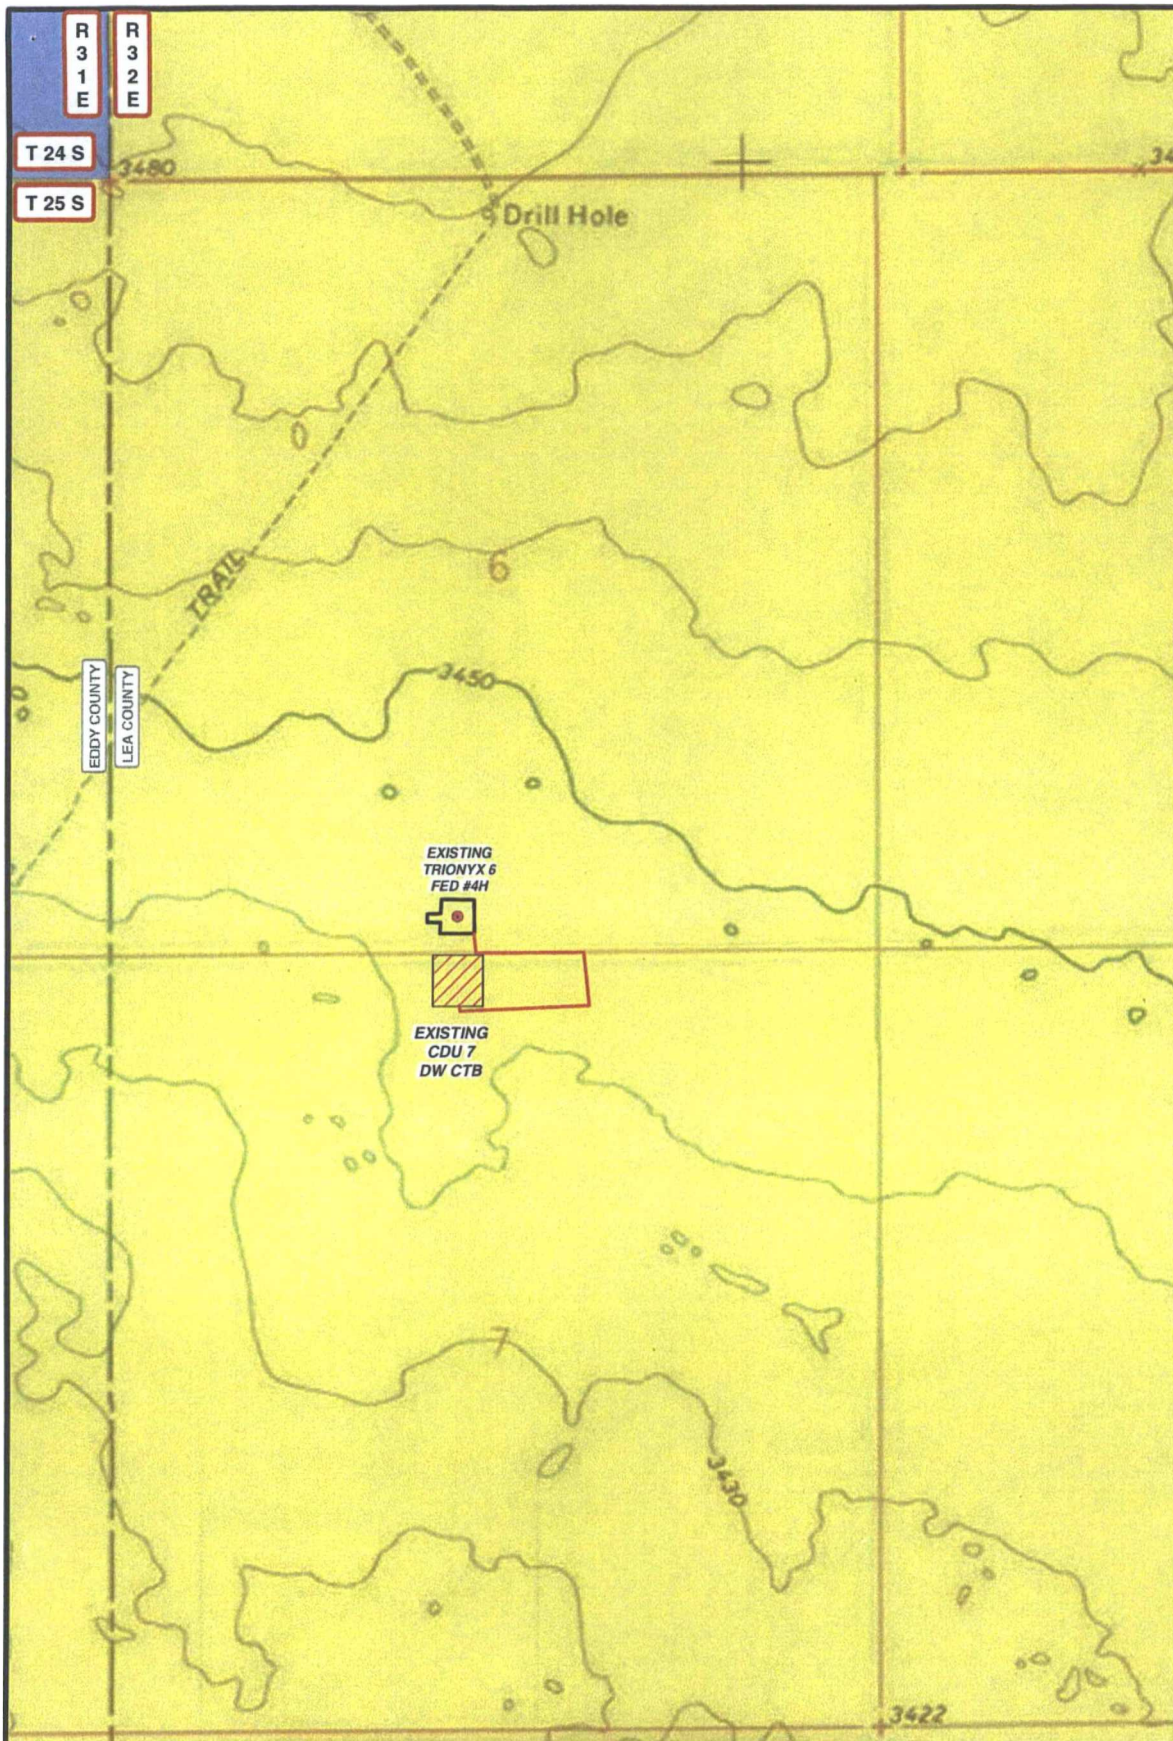 R
3
1
E
R
3
2
E
T 24 S
T 25 S
3480
34
Drill Hole
6
TRAIL
EDDY COUNTY
LEA COUNTY
3450
EXISTING
TRIONYX 6
FED #4H
EXISTING
CDU 7
DW CTB
7
3430
3422